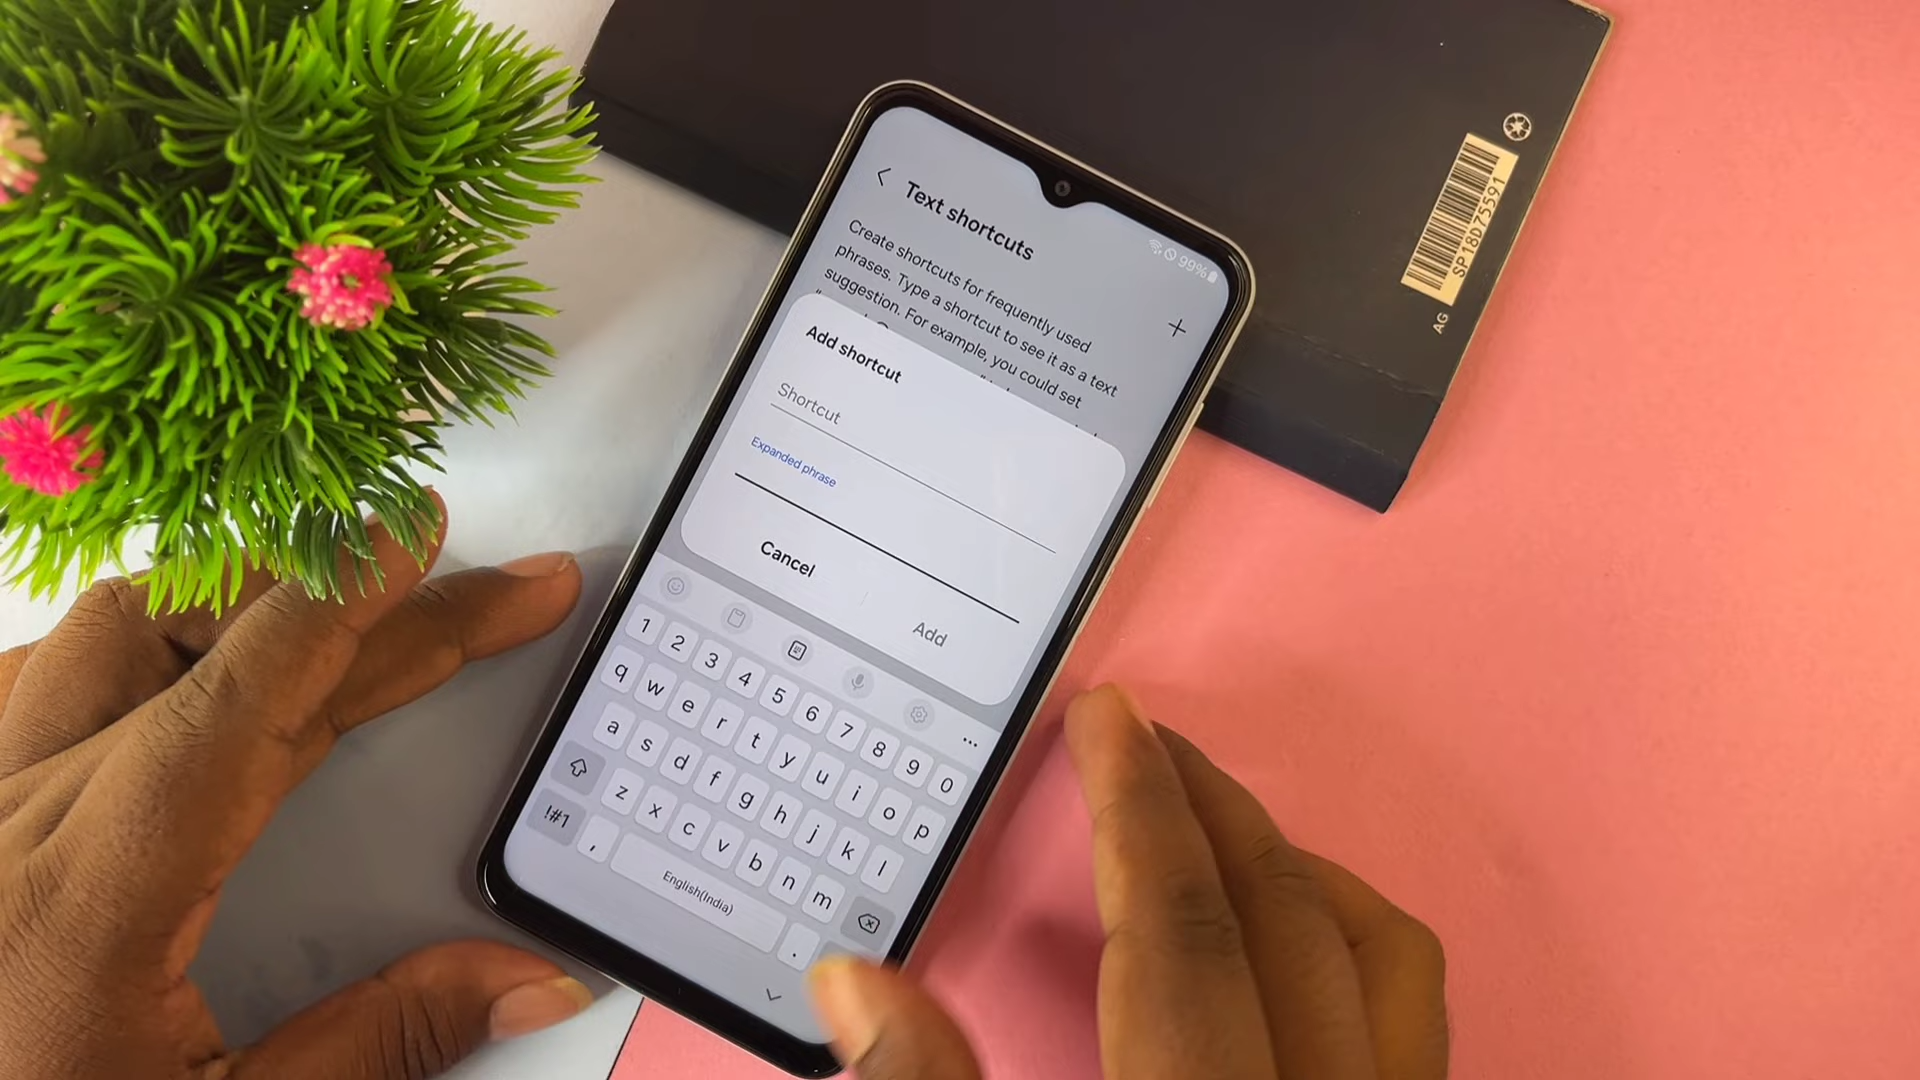 Text shortcuts
99%
Create shortcuts for frequently used
phrases. Type a shortcut to see it as a text
suggestion. For example, you could set
Add shortcut
Shortcut
Expanded phrase
Cancel
Add
1 2 3 4 5 6 7 8 9 0
q w e r t y u i o p
a s d f g h j k l
z x c v b n m
!#1 , English(India) .
SP18D75591
AG